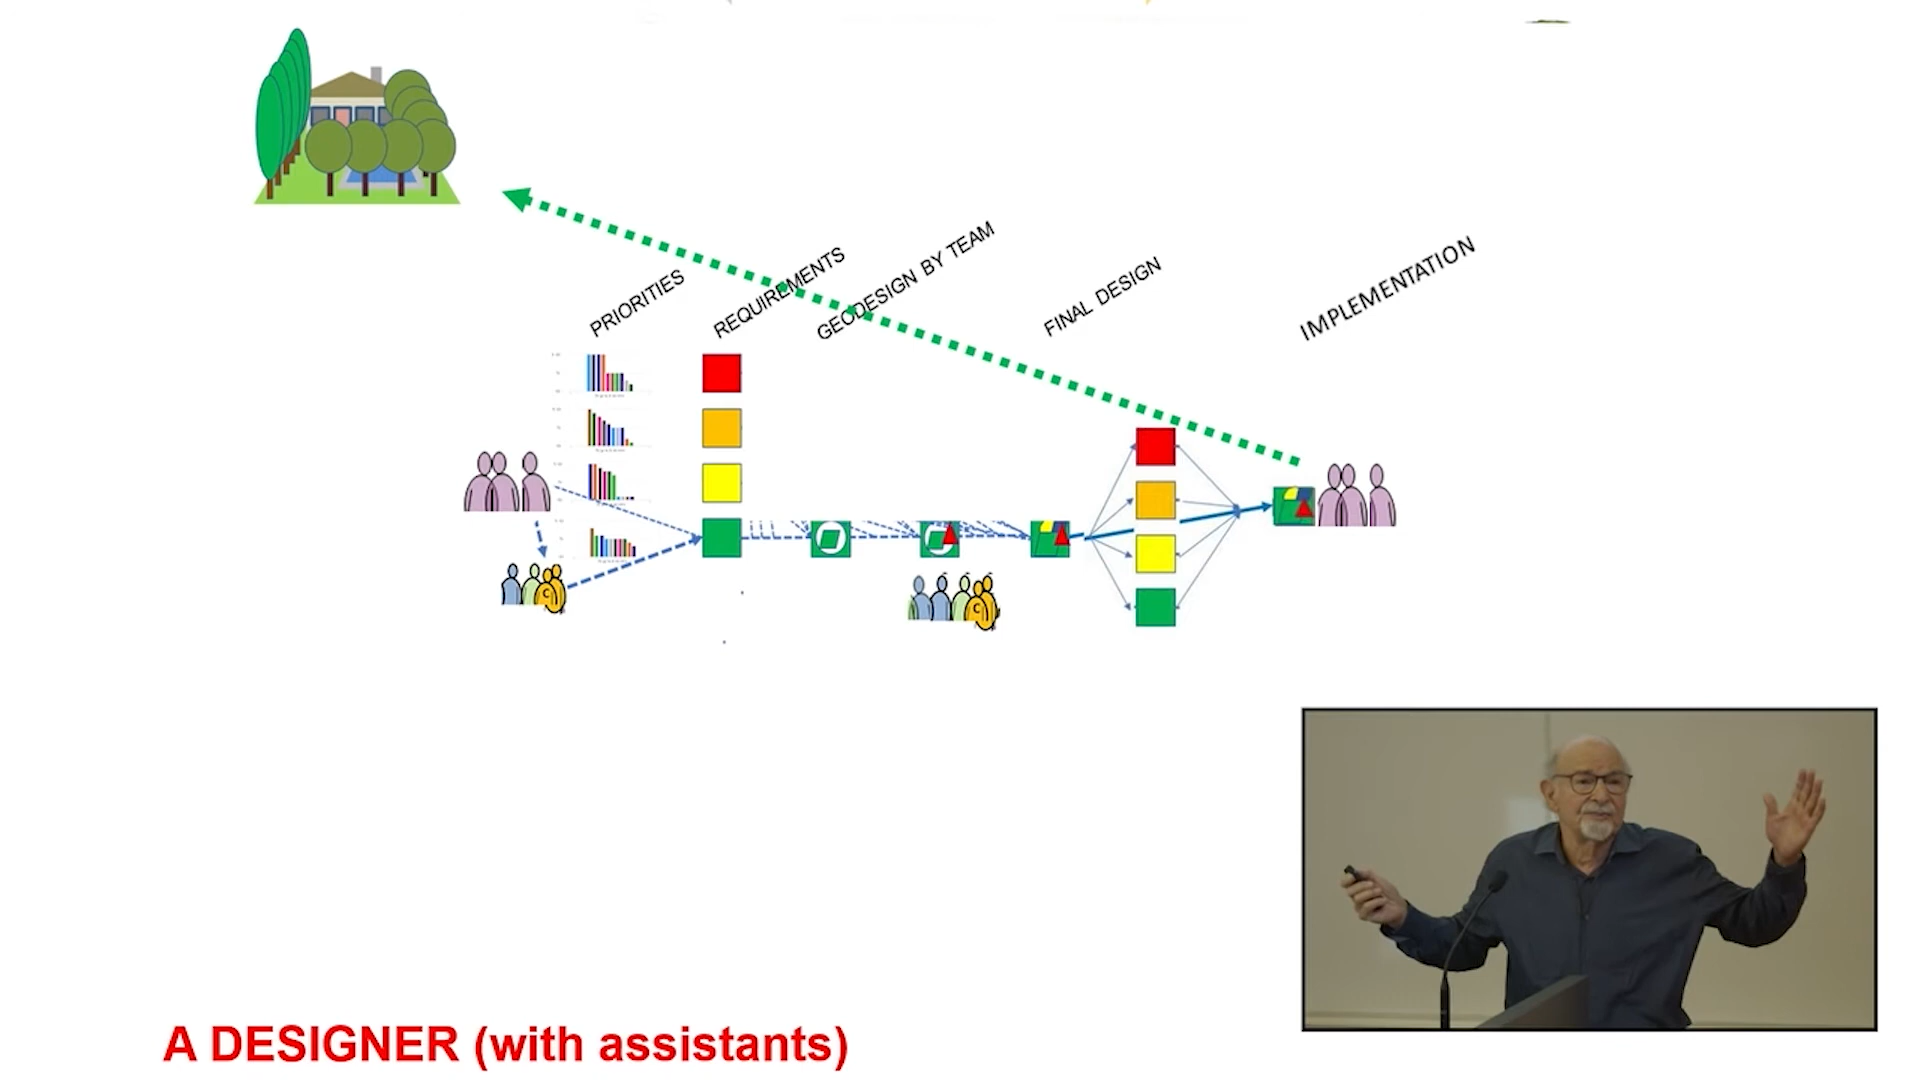 PRIORITIES
REQUIREMENTS
GEODESIGN BY TEAM
FINAL DESIGN
IMPLEMENTATION
C
C
A DESIGNER (with assistants)